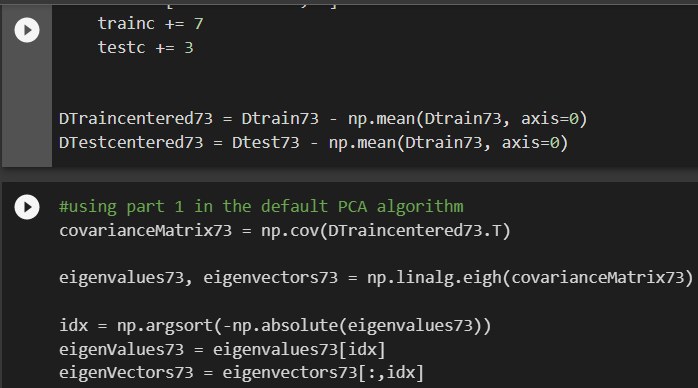 trainc += 7
testc += 3
DTraincentered73 = Dtrain73 - np.mean(Dtrain73, axis=0)
DTestcentered73 = Dtest73 - np.mean(Dtrain73, axis=0)
#using part 1 in the default PCA algorithm
covarianceMatrix73 = np.cov(DTraincentered73.T)
eigenvalues73, eigenvectors73 = np.linalg.eigh(covarianceMatrix73)
idx = np.argsort(-np.absolute(eigenvalues73))
eigenValues73 = eigenvalues73[idx]
eigenVectors73 = eigenvectors73[:,idx]